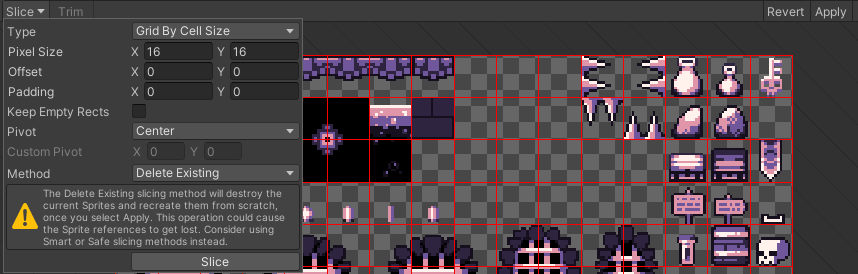 Slice Trim Revert Apply
Type Grid By Cell Size
Pixel Size X 16 Y 16
Offset X 0 Y 0
Padding X 0 Y 0
Keep Empty Rects
Pivot Center
Custom Pivot X 0 Y 0
Method Delete Existing
The Delete Existing slicing method will destroy the
current Sprites and recreate them from scratch,
once you select Apply. This operation could cause
the Sprite references to get lost. Consider using
Smart or Safe slicing methods instead.
Slice